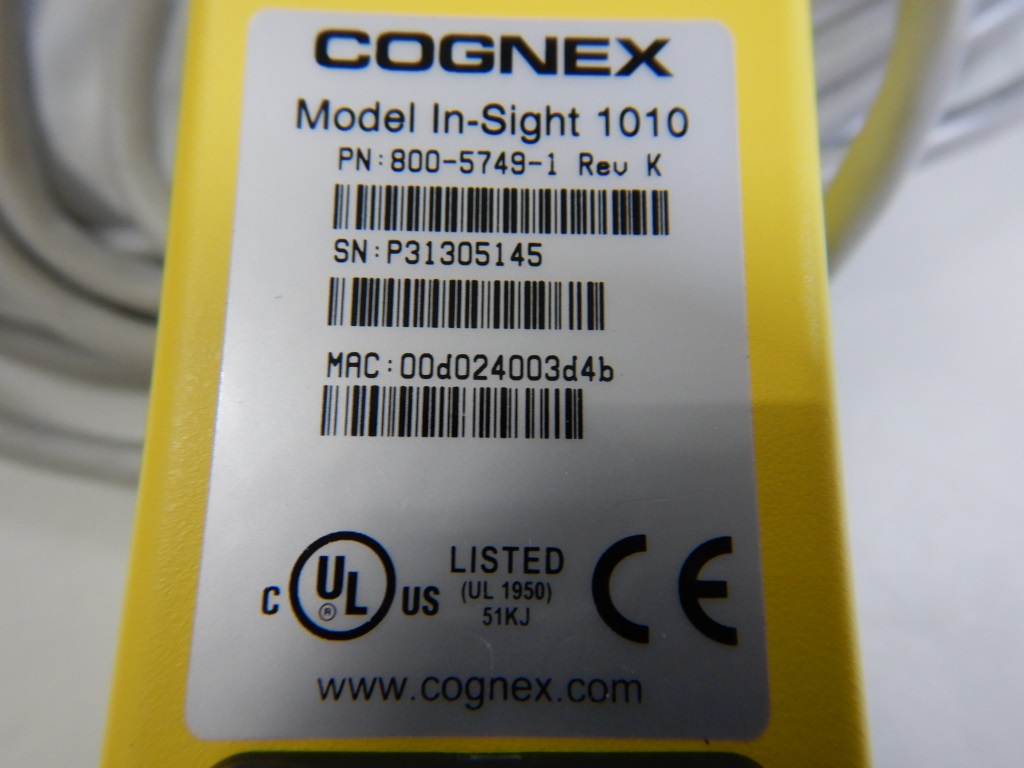 COGNEX
Model In-Sight 1010
PN:800-5749-1 Rev K
SN:P31305145
MAC:00d024003d4b
C UL ® US LISTED CE
(UL 1950)
51KJ
www.cognex.com